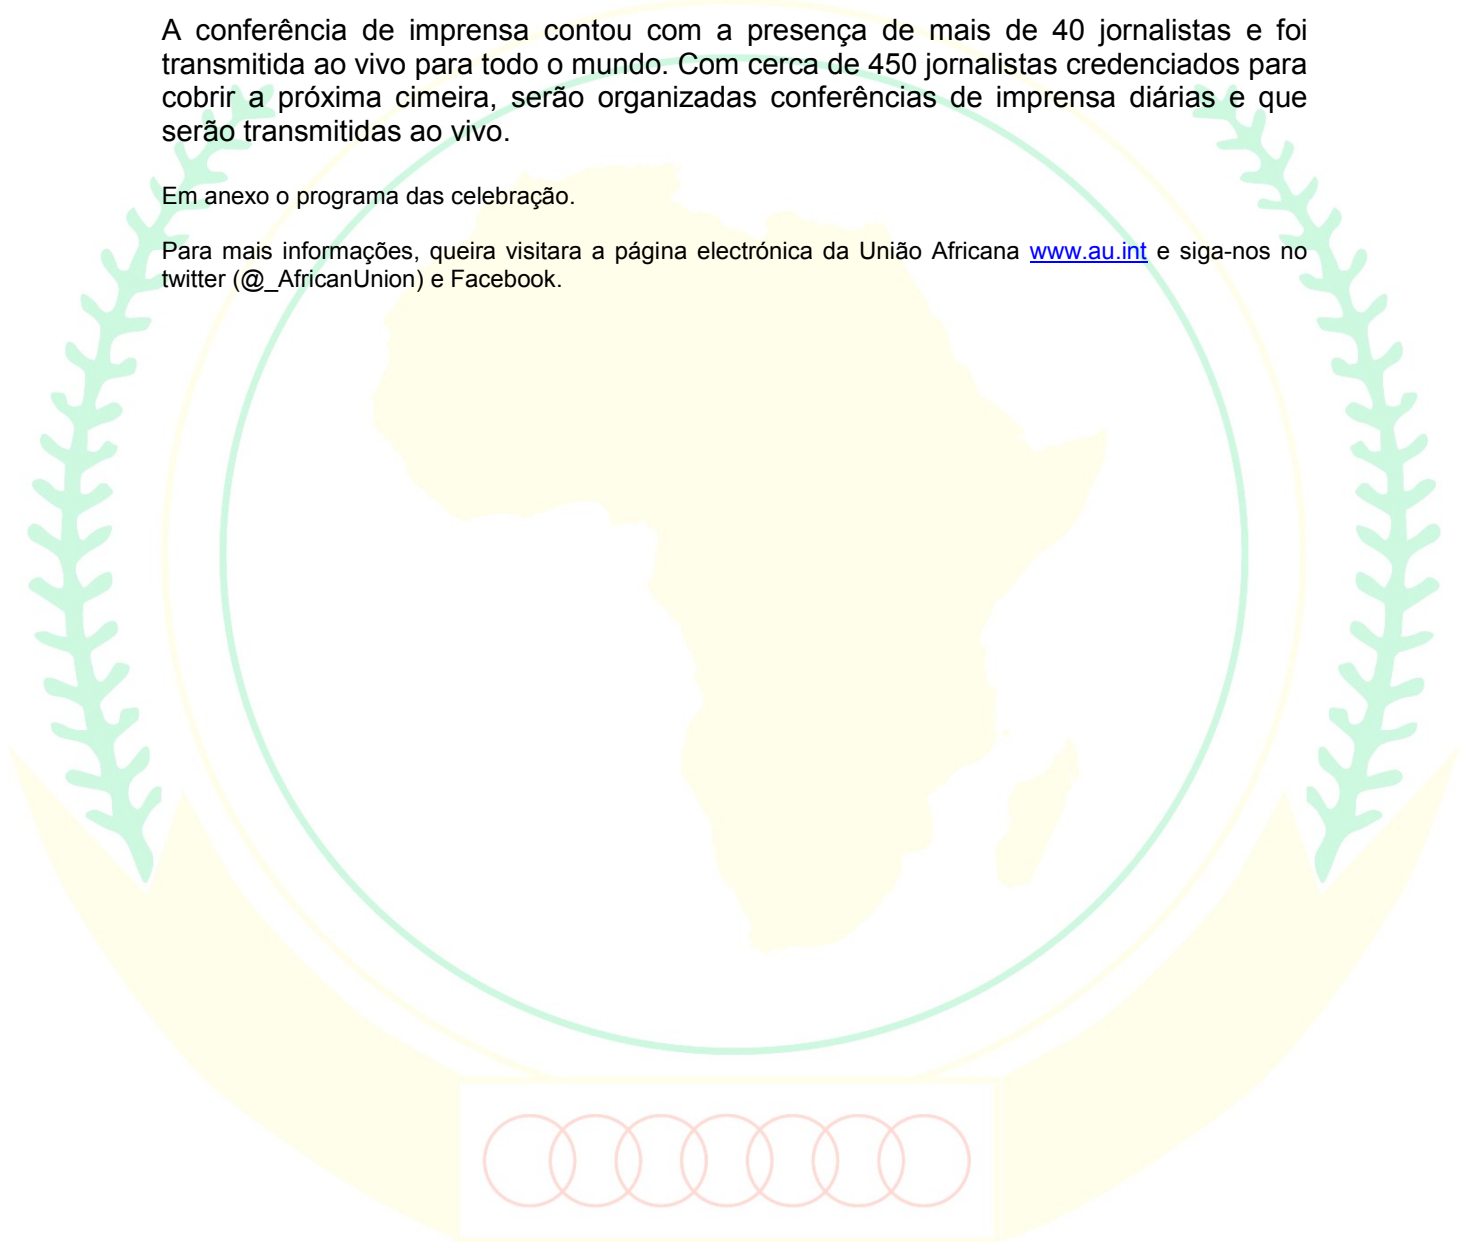 A conferência de imprensa contou com a presença de mais de 40 jornalistas e foi
transmitida ao vivo para todo o mundo. Com cerca de 450 jornalistas credenciados para
cobrir a próxima cimeira, serão organizadas conferências de imprensa diárias e que
serão transmitidas ao vivo.
Em anexo o programa das celebração.
Para mais informações, queira visitara a página electrónica da União Africana www.au.int e siga-nos no
twitter (@_AfricanUnion) e Facebook.